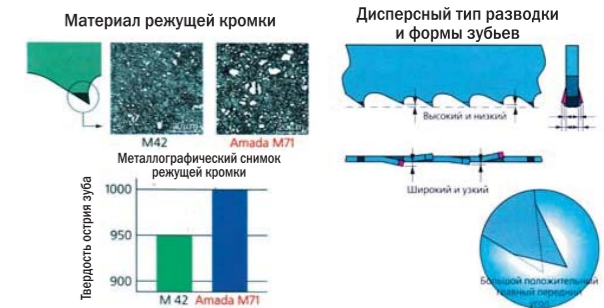 Материал режущей кромки
M42
Amada M71
Металлографический снимок
режущей кромки
Твердость острия зуба
1000
950
900
M 42
Amada M71
Дисперсный тип разводки
и формы зубьев
Высокий и низкий
Широкий и узкий
Большой положительный
главный передний
угол